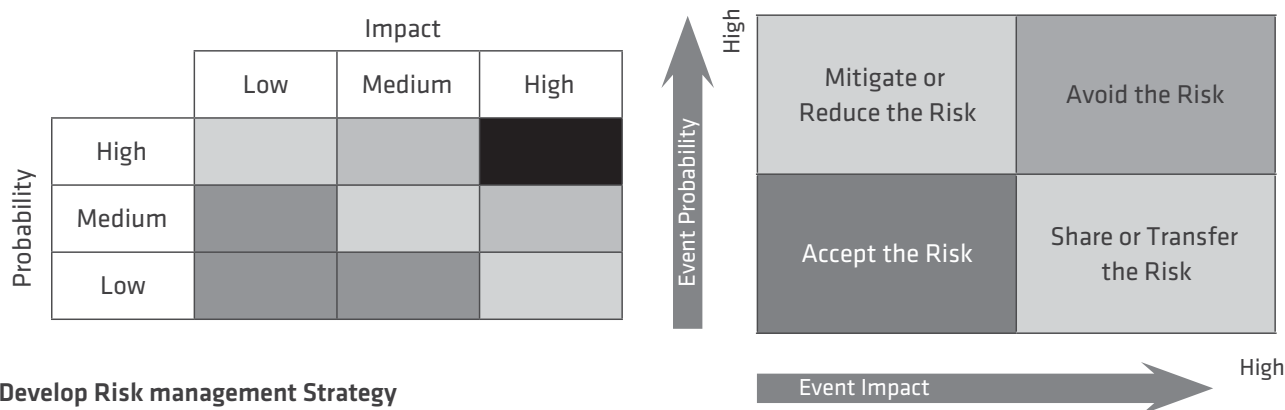 Impact
Low Medium High
High
Medium
Low
Probability
High
Event Probability
Mitigate or
Reduce the Risk
Avoid the Risk
Accept the Risk
Share or Transfer
the Risk
High
Event Impact
Develop Risk management Strategy